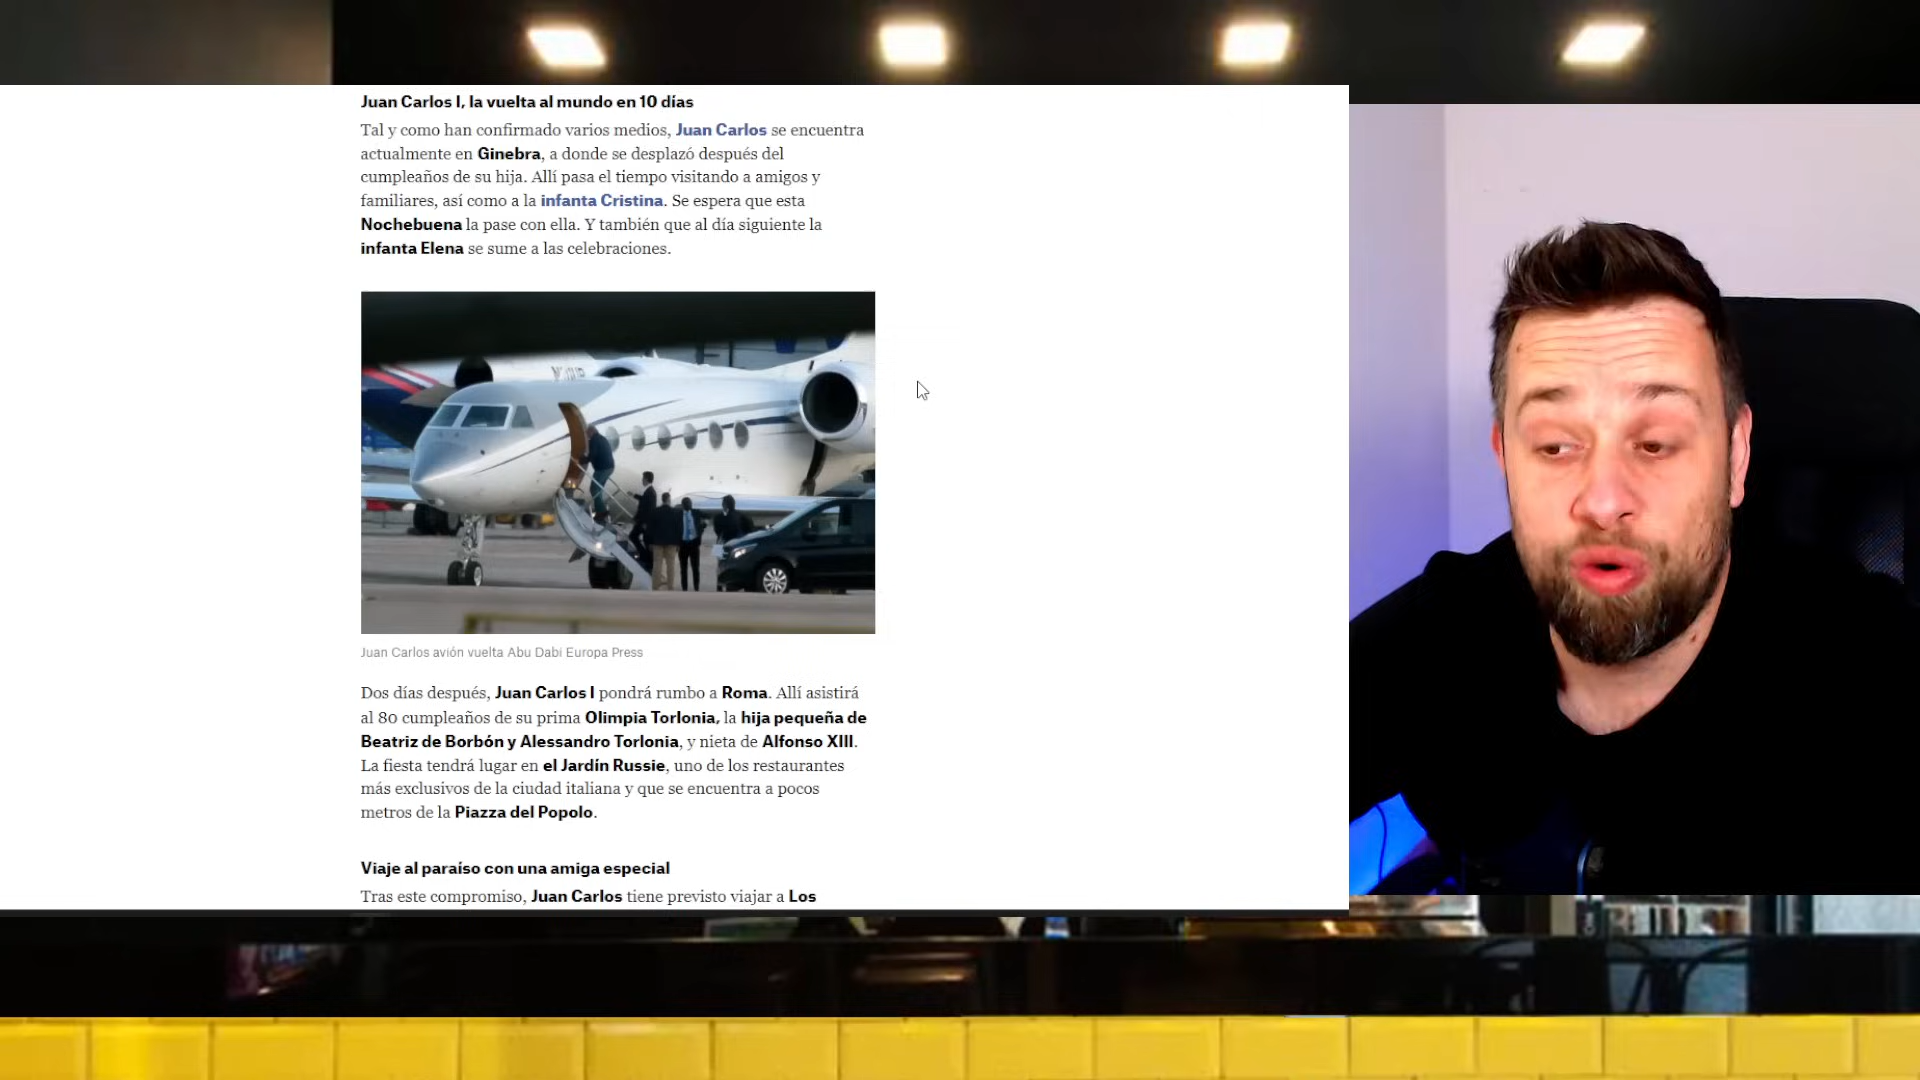 Juan Carlos I, la vuelta al mundo en 10 días
Tal y como han confirmado varios medios, Juan Carlos se encuentra
actualmente en Ginebra, a donde se desplazó después del
cumpleaños de su hija. Allí pasa el tiempo visitando a amigos y
familiares, así como a la infanta Cristina. Se espera que esta
Nochebuena la pase con ella. Y también que al día siguiente la
infanta Elena se sume a las celebraciones.
Juan Carlos avión vuelta Abu Dabi Europa Press
Dos días después, Juan Carlos I pondrá rumbo a Roma. Allí asistirá
al 80 cumpleaños de su prima Olimpia Torlonia, la hija pequeña de
Beatriz de Borbón y Alessandro Torlonia, y nieta de Alfonso XIII.
La fiesta tendrá lugar en el Jardín Russie, uno de los restaurantes
más exclusivos de la ciudad italiana y que se encuentra a pocos
metros de la Piazza del Popolo.
Viaje al paraíso con una amiga especial
Tras este compromiso, Juan Carlos tiene previsto viajar a Los